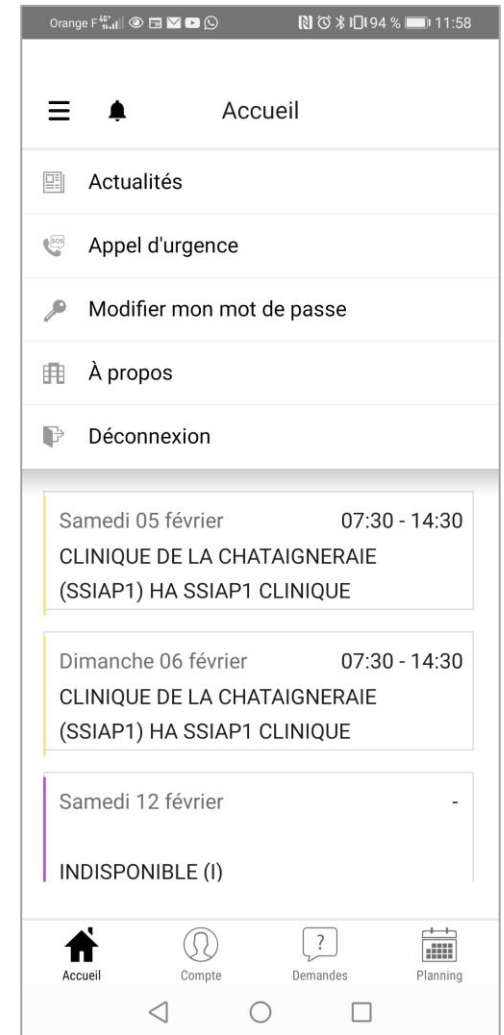 Orange F 94 % 11:58
Accueil
Actualités
SOS
Appel d'urgence
Modifier mon mot de passe
À propos
Déconnexion
Samedi 05 février 07:30 - 14:30
CLINIQUE DE LA CHATAIGNERAIE
(SSIAP1) HA SSIAP1 CLINIQUE
Dimanche 06 février 07:30 - 14:30
CLINIQUE DE LA CHATAIGNERAIE
(SSIAP1) HA SSIAP1 CLINIQUE
Samedi 12 février -
INDISPONIBLE (I)
?
Accueil Compte Demandes Planning